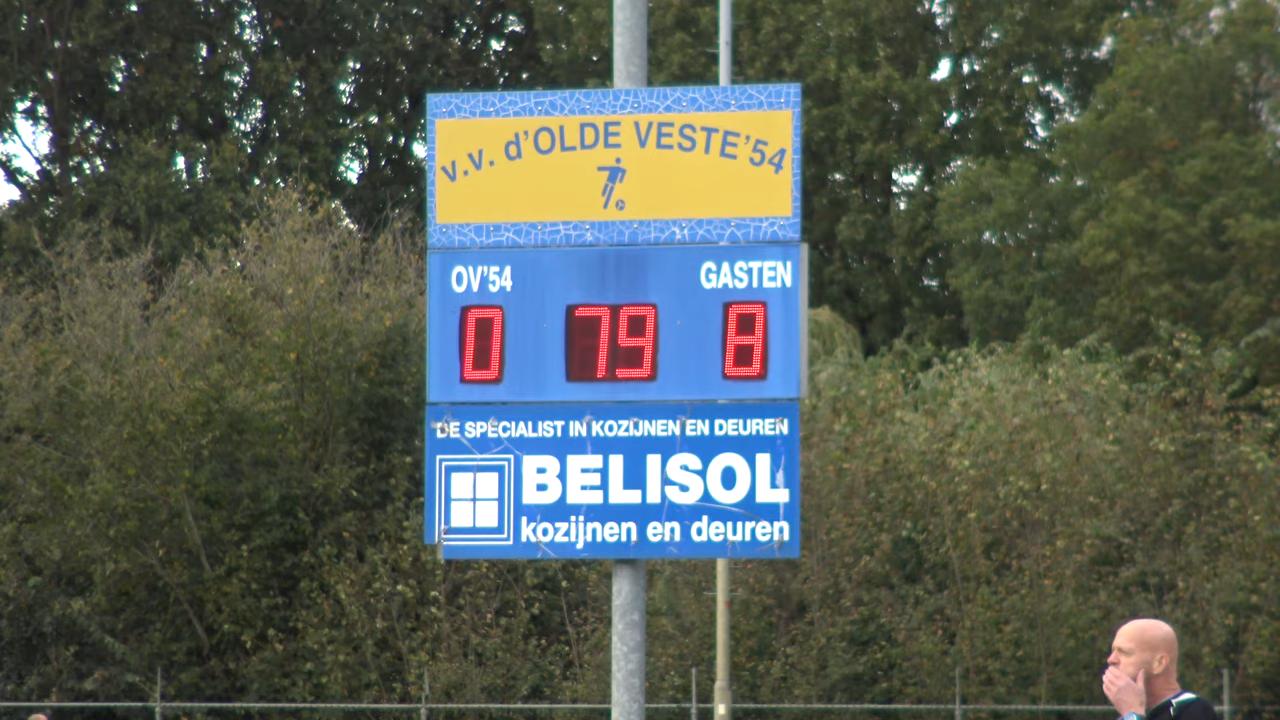 v.v. d'OLDE VESTE'54
OV'54 GASTEN
0 79 8
DE SPECIALIST IN KOZIJNEN EN DEUREN
BELISOL
kozijnen en deuren